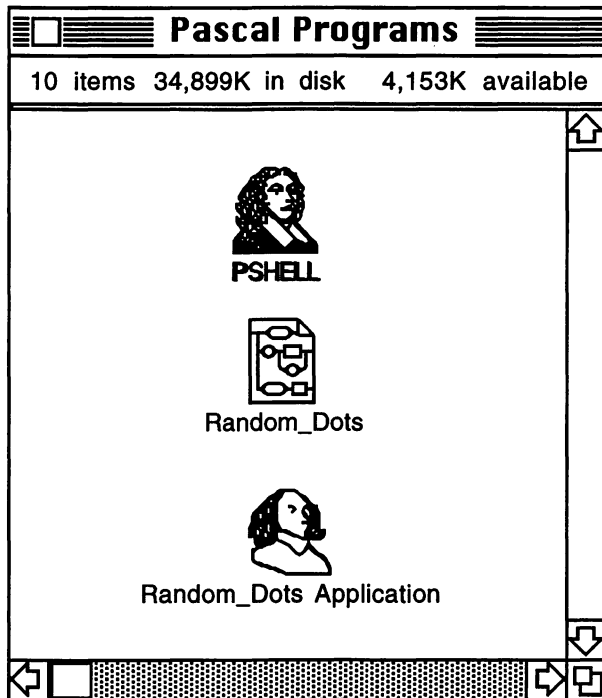 Pascal Programs
10 items 34,899K in disk 4,153K available
PSHELL
Random_Dots
Random_Dots Application